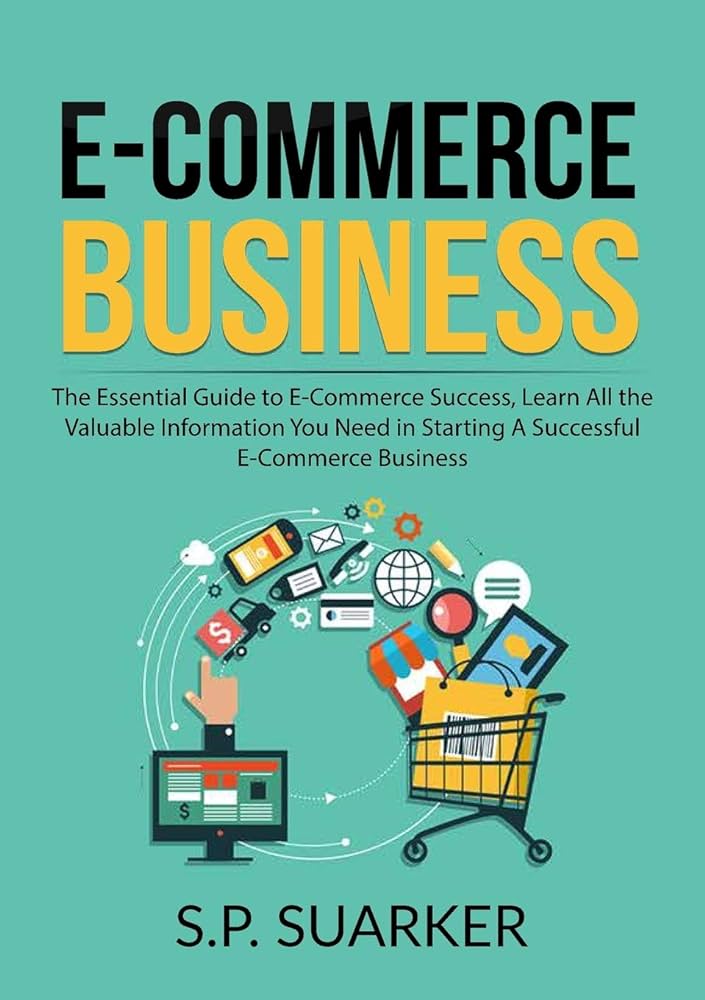 E-COMMERCE
BUSINESS
The Essential Guide to E-Commerce Success, Learn All the
Valuable Information You Need in Starting A Successful
E-Commerce Business
$
$
S.P. SUARKER